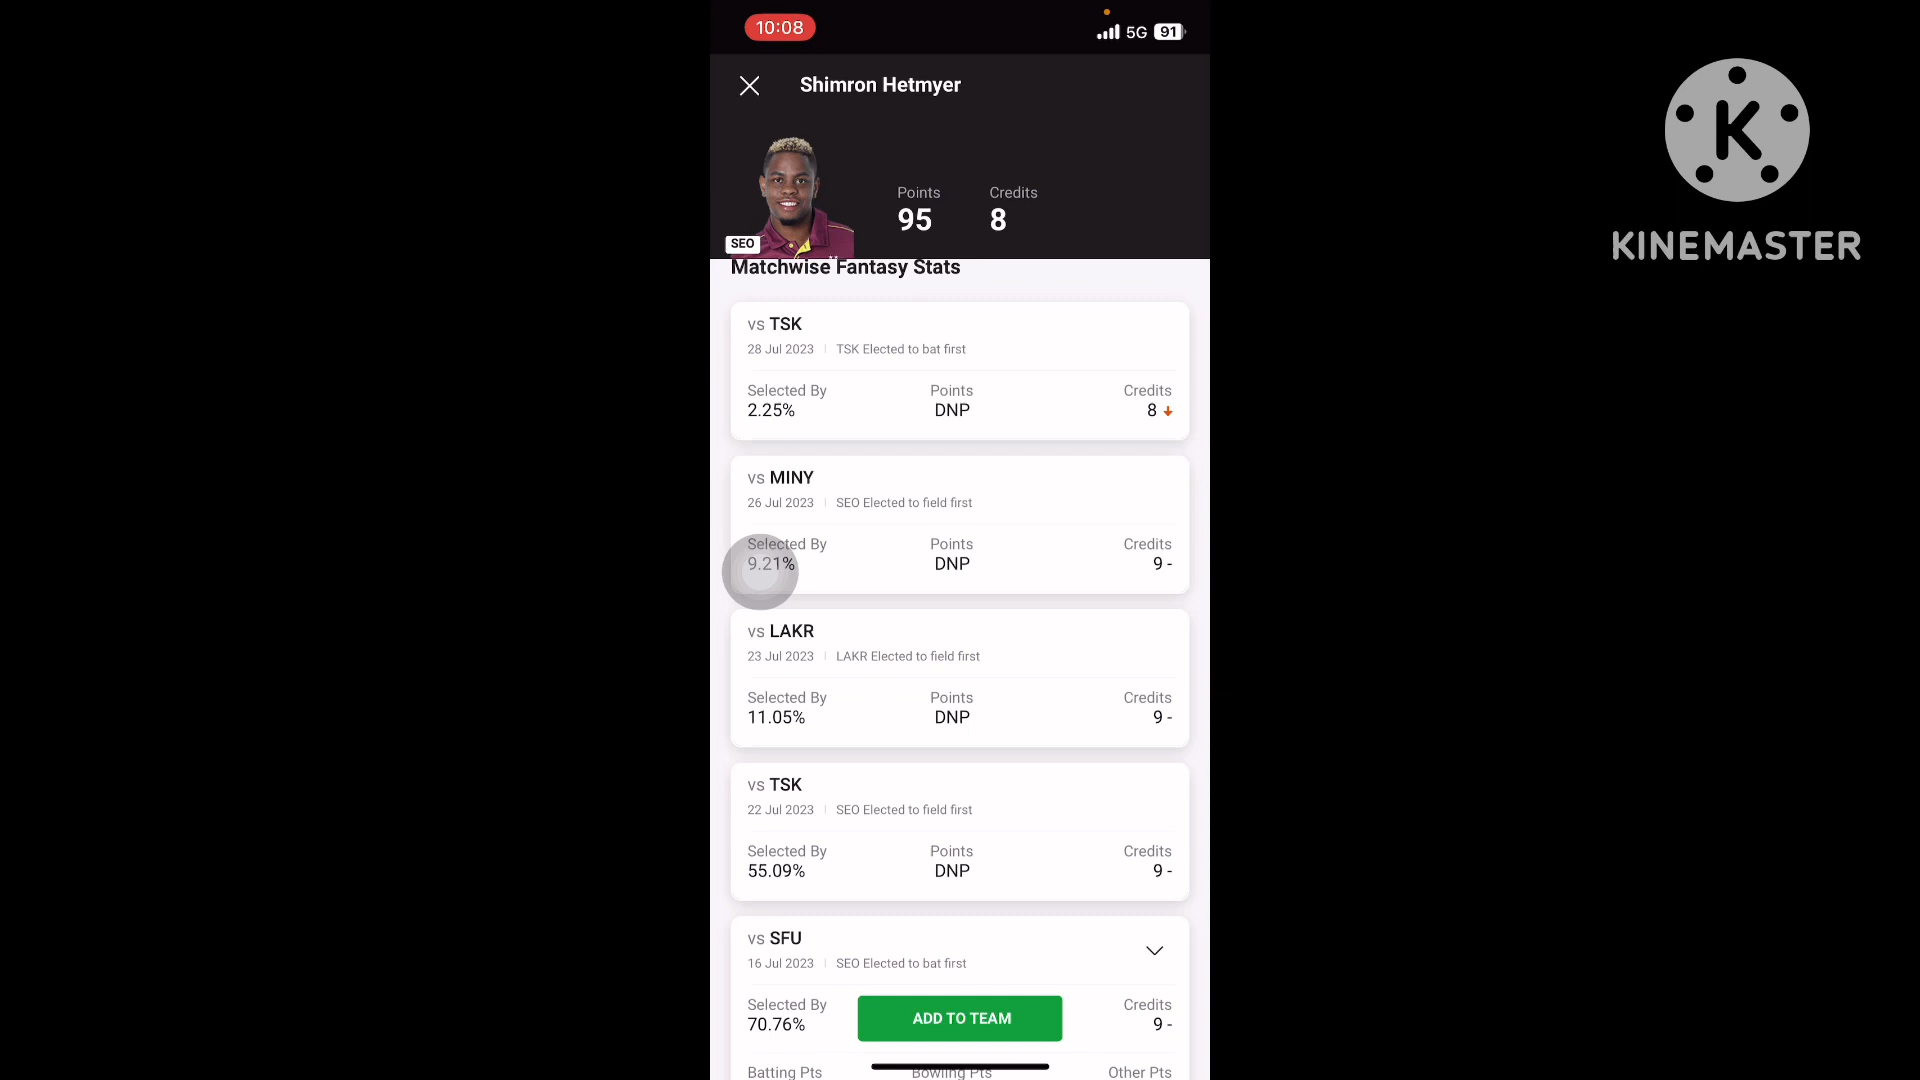 10:08
5G 91
Shimron Hetmyer
Points
95
Credits
8
SEO
Matchwise Fantasy Stats
vs TSK
28 Jul 2023 | TSK Elected to bat first
Selected By Points Credits
2.25% DNP 8
vs MINY
26 Jul 2023 | SEO Elected to field first
Selected By Points Credits
9.21% DNP 9 -
vs LAKR
23 Jul 2023 | LAKR Elected to field first
Selected By Points Credits
11.05% DNP 9 -
vs TSK
22 Jul 2023 | SEO Elected to field first
Selected By Points Credits
55.09% DNP 9 -
vs SFU
16 Jul 2023 | SEO Elected to bat first
Selected By Credits
70.76% 9 -
ADD TO TEAM
Batting Pts Bowling Pts Other Pts
K
KINEMASTER